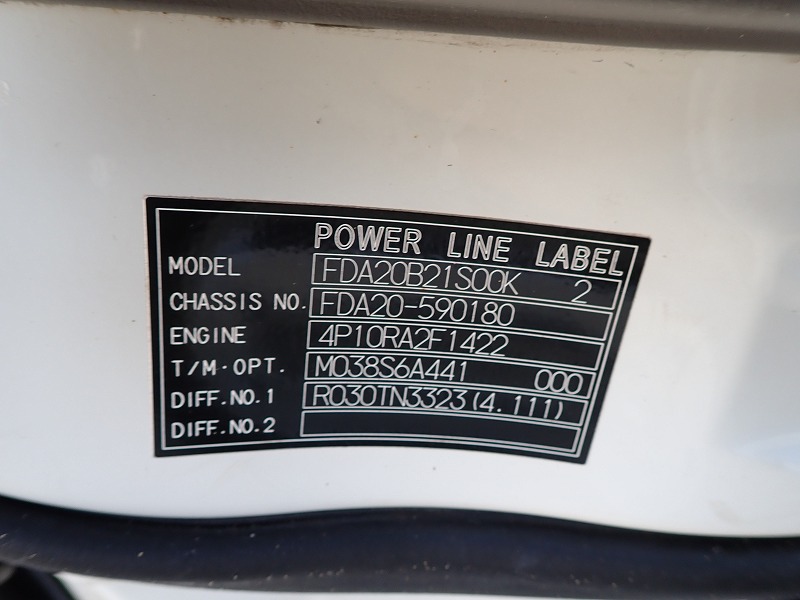 POWER LINE LABEL
MODEL FDA20B21S00K 2
CHASSIS NO. FDA20-590180
ENGINE 4P10RA2F1422
T/M·OPT. M038S6A441 000
DIFF.NO.1 R030TN3323(4.111)
DIFF.NO.2